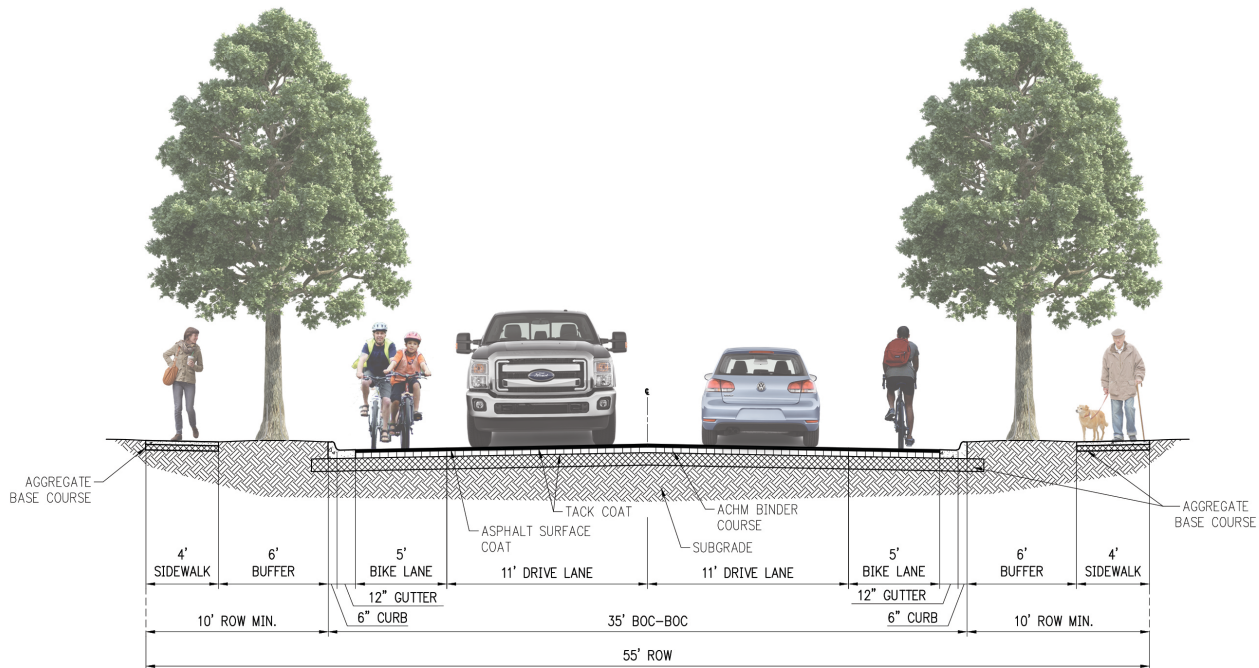 ℄
AGGREGATE
BASE COURSE
TACK COAT
ASPHALT SURFACE
COAT
ACHM BINDER
COURSE
SUBGRADE
AGGREGATE
BASE COURSE
4'
SIDEWALK
6'
BUFFER
5'
BIKE LANE
11' DRIVE LANE
11' DRIVE LANE
5'
BIKE LANE
6'
BUFFER
4'
SIDEWALK
12" GUTTER
12" GUTTER
6" CURB
6" CURB
10' ROW MIN.
35' BOC-BOC
10' ROW MIN.
55' ROW